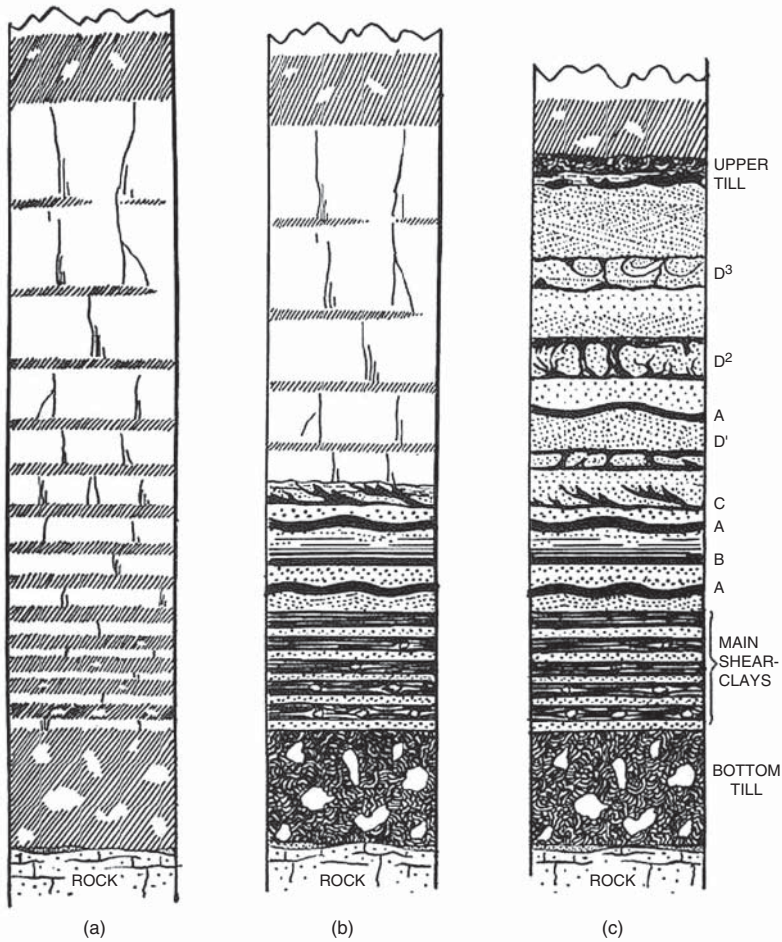 UPPER
TILL
D³
D²
A
D'
C
A
B
A
MAIN
SHEAR-
CLAYS
BOTTOM
TILL
ROCK
ROCK
ROCK
(a)
(b)
(c)